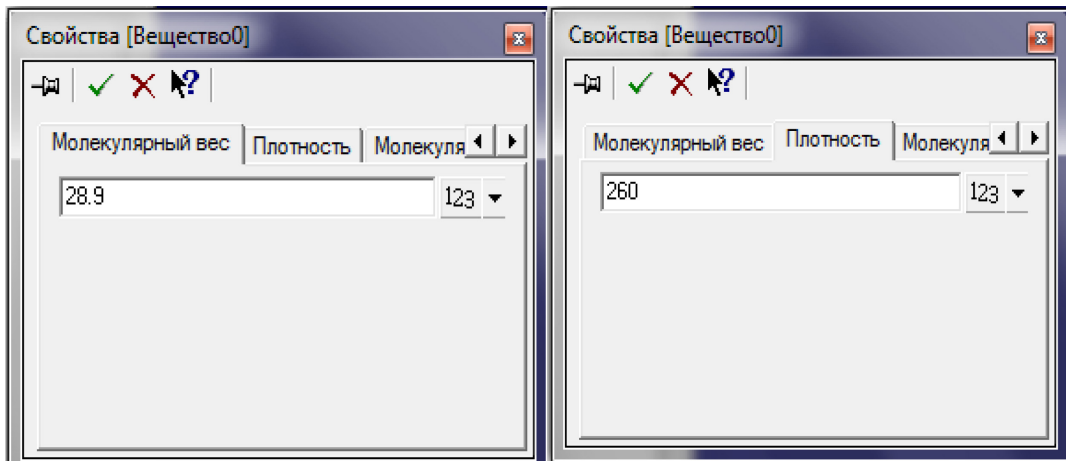 Свойства [Вещество0]
Молекулярный вес Плотность Молекуля
28.9 123
Свойства [Вещество0]
Молекулярный вес Плотность Молекуля
260 123